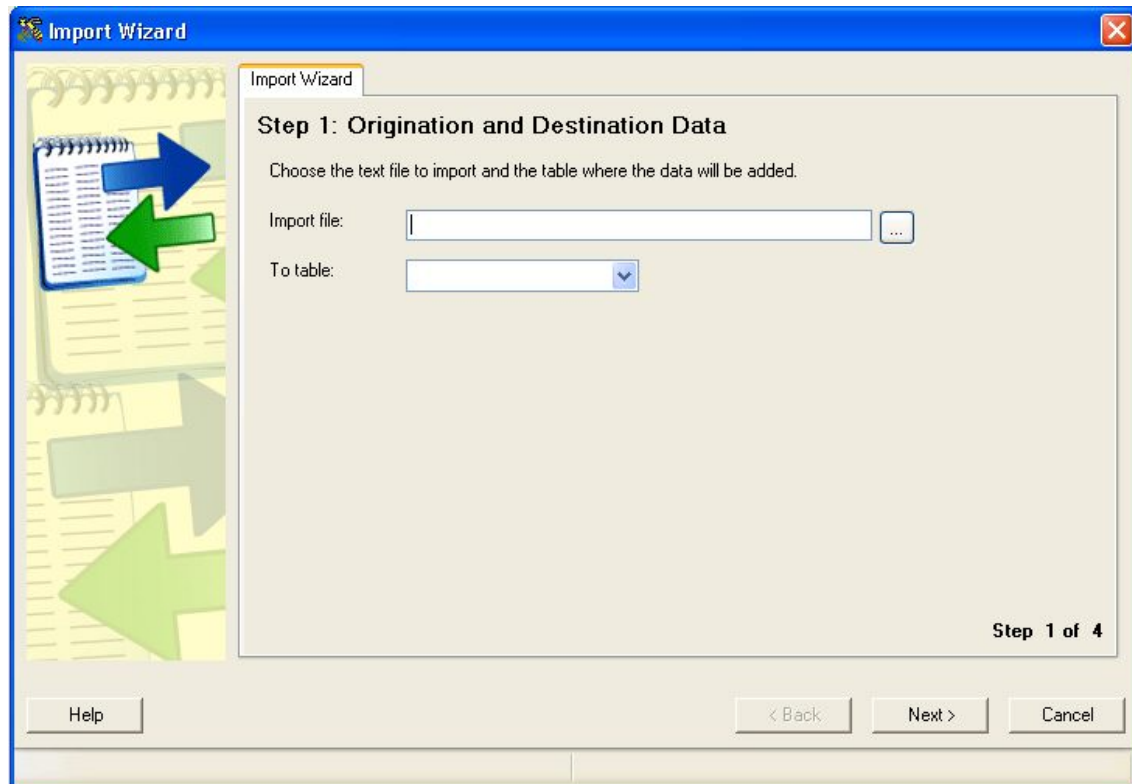 Import Wizard
Import Wizard
Step 1: Origination and Destination Data
Choose the text file to import and the table where the data will be added.
Import file:
...
To table:
Step 1 of 4
Help
< Back
Next >
Cancel